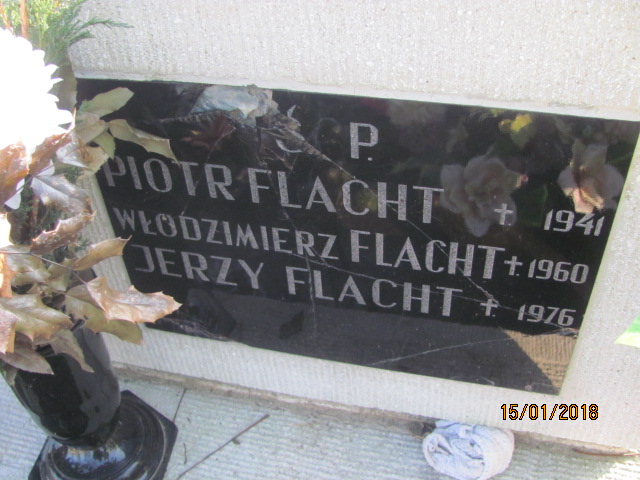 Ś P.
PIOTR FLACHT + 1941
WŁODZIMIERZ FLACHT + 1960
JERZY FLACHT + 1976
15/01/2018